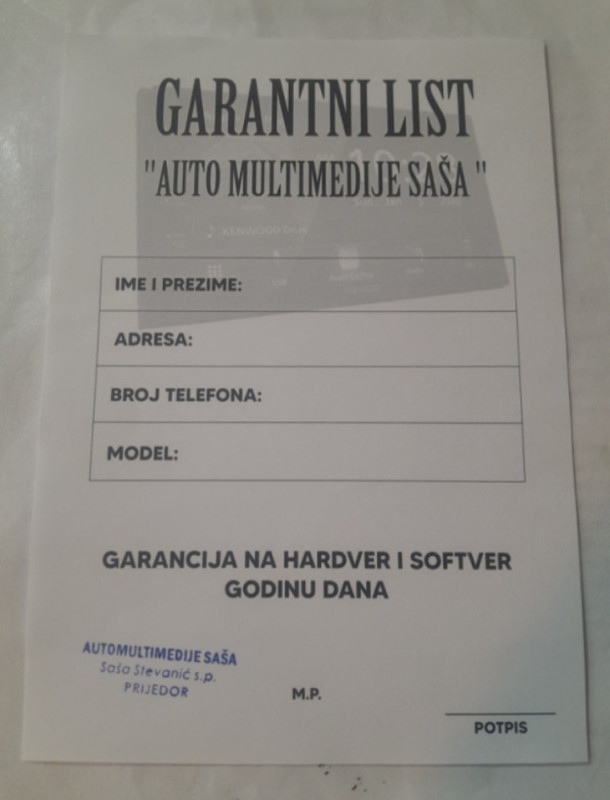 GARANTNI LIST
"AUTO MULTIMEDIJE SAŠA "
KENWOOD
IME I PREZIME:
ADRESA:
BROJ TELEFONA:
MODEL:
GARANCIJA NA HARDVER I SOFTVER
GODINU DANA
AUTOMULTIMEDIJE SAŠA
Saša Stevanić s.p.
PRIJEDOR
M.P.
POTPIS